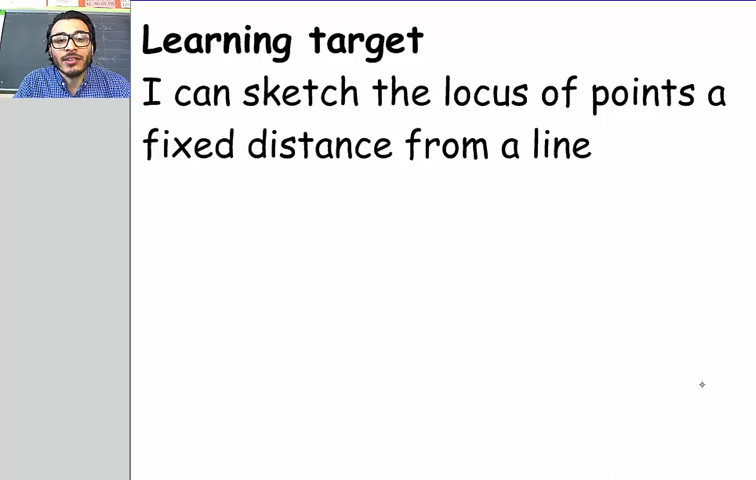 Learning target
I can sketch the locus of points a
fixed distance from a line